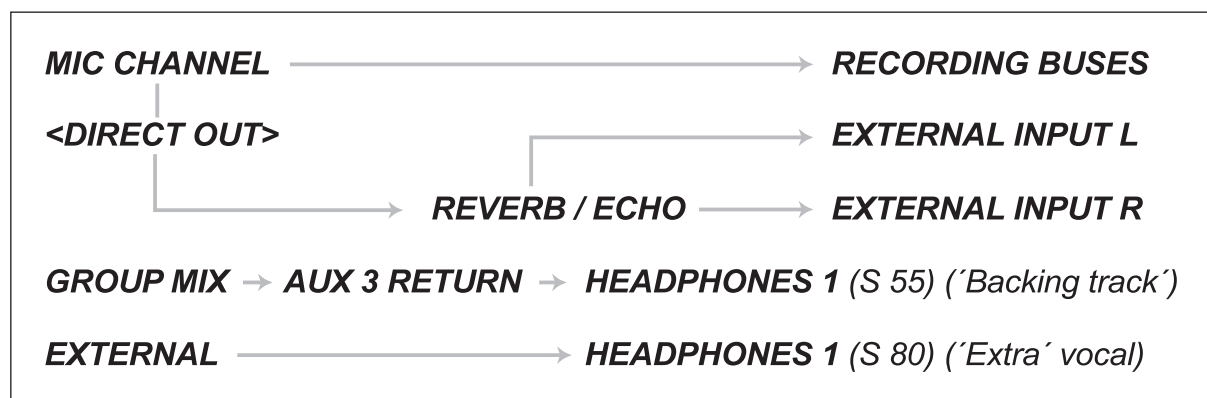 MIC CHANNEL RECORDING BUSES
<DIRECT OUT> EXTERNAL INPUT L
REVERB / ECHO EXTERNAL INPUT R
GROUP MIX AUX 3 RETURN HEADPHONES 1 (S 55) (´Backing track´)
EXTERNAL HEADPHONES 1 (S 80) (´Extra´ vocal)